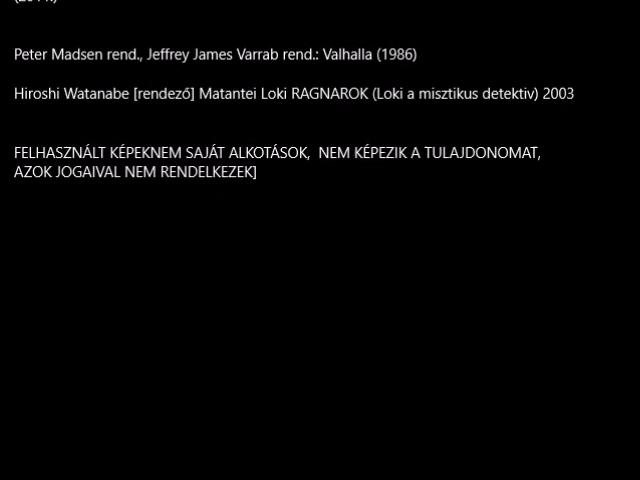 Peter Madsen rend., Jeffrey James Varrab rend.: Valhalla (1986)
Hiroshi Watanabe [rendező] Matantei Loki RAGNAROK (Loki a misztikus detektiv) 2003
FELHASZNÁLT KÉPEKNEM SAJÁT ALKOTÁSOK,  NEM KÉPEZIK A TULAJDONOMAT,
AZOK JOGAIVAL NEM RENDELKEZEK]